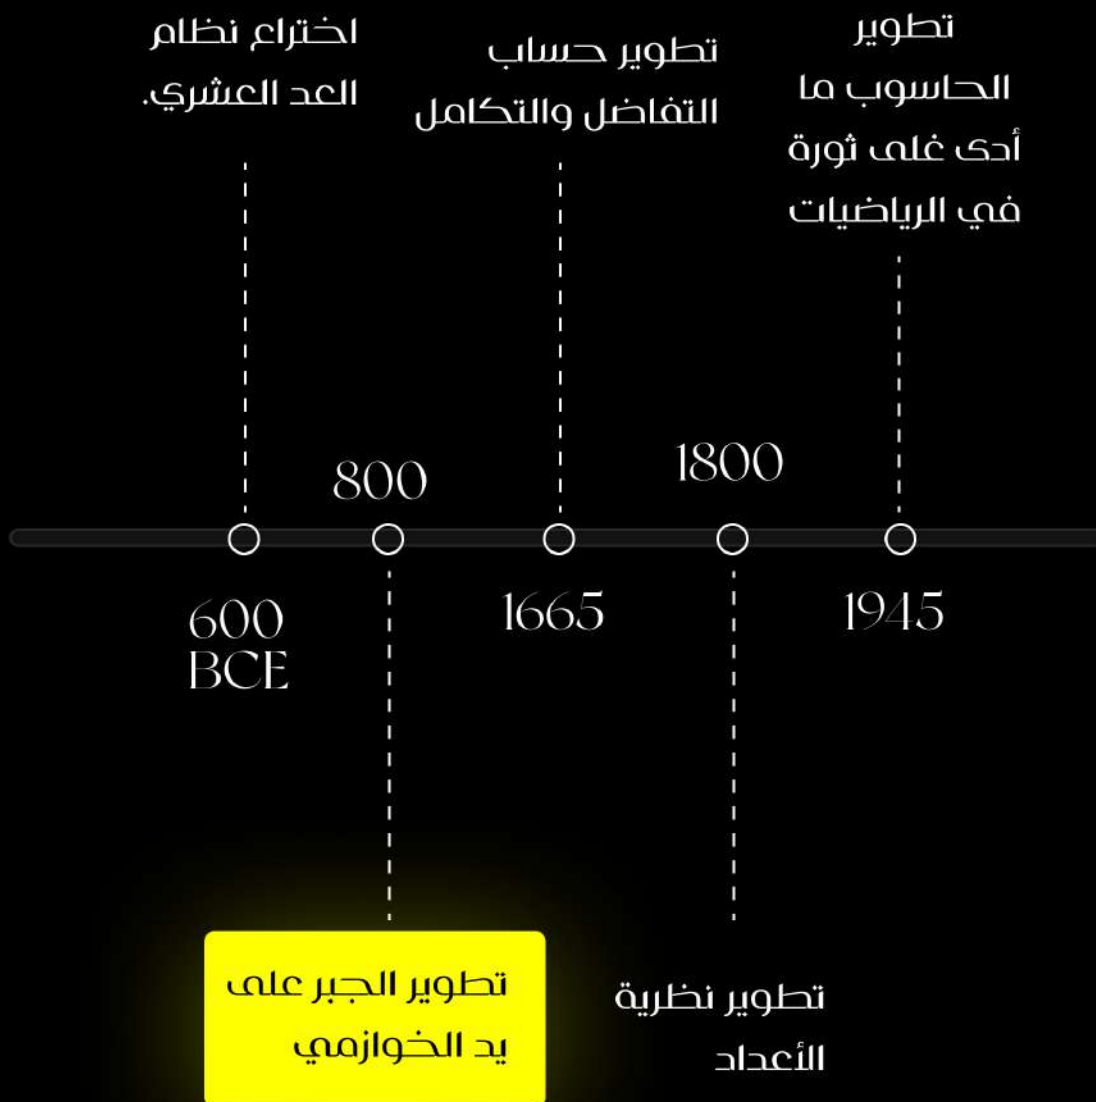 اختراع نظام
العد العشري.
تطوير حساب
التفاضل والتكامل
تطوير
الحاسوب ما
أدى غلى ثورة
في الرياضيات
800
1800
600
BCE
1665
1945
تطوير الجبر على
يد الخوازمي
تطوير نظرية
الأعداد